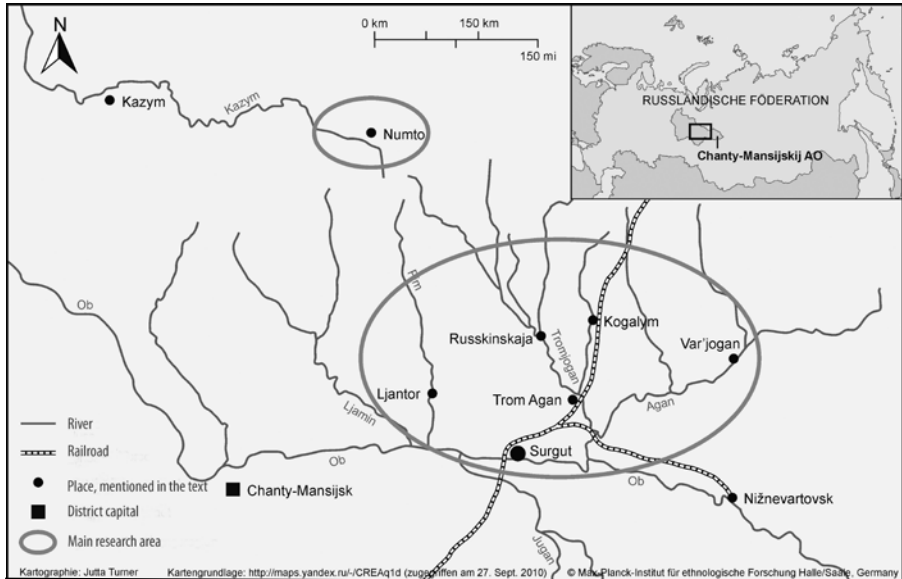 N
0 km 150 km
150 mi
RUSSLÄNDISCHE FÖDERATION
Chanty-Mansijskij AO
Kazym
Kazym
Numto
Ob
Pim
Russkinskaja
Tromjogan
Kogalym
Var'jogan
Ljantor
Ljamin
Trom Agan
Agan
Surgut
Ob
Ob
Chanty-Mansijsk
Nižnevartovsk
Jugan
River
Railroad
Place, mentioned in the text
District capital
Main research area
Kartographie: Jutta Turner Kartengrundlage: http://maps.yandex.ru/-/CREAq1d (zugegriffen am 27. Sept. 2010) © Max-Planck-Institut für ethnologische Forschung Halle/Saale, Germany